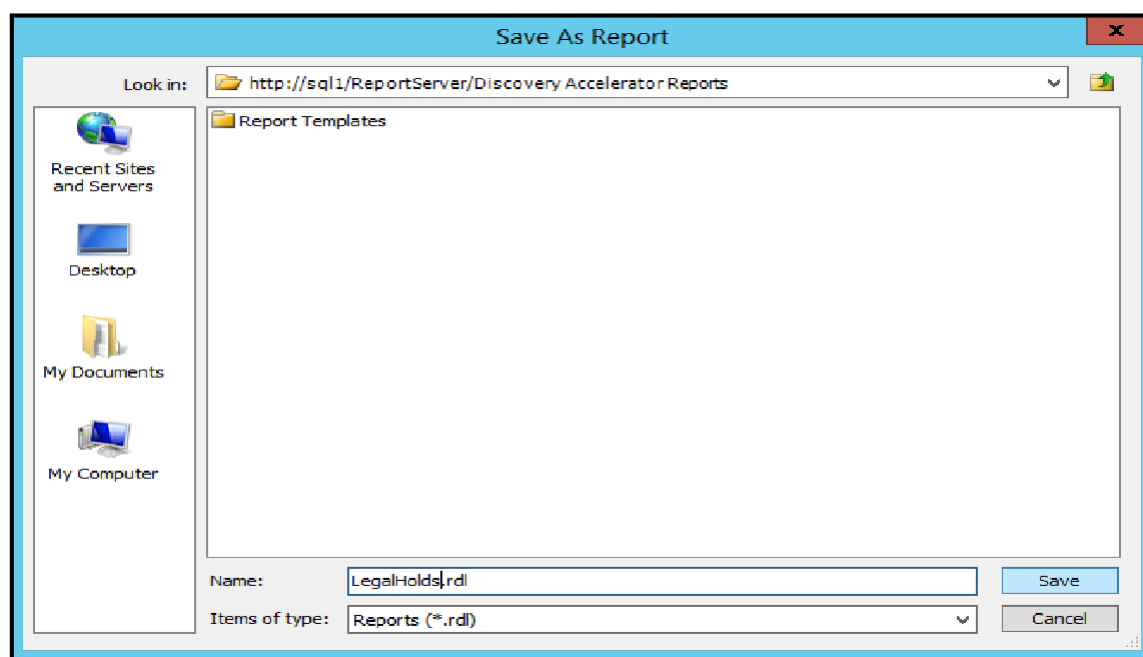 Save As Report
x
Look in:
http://sql1/ReportServer/Discovery Accelerator Reports
Report Templates
Recent Sites
and Servers
Desktop
My Documents
My Computer
Name:
LegalHolds.rdl
Save
Items of type:
Reports (*.rdl)
Cancel